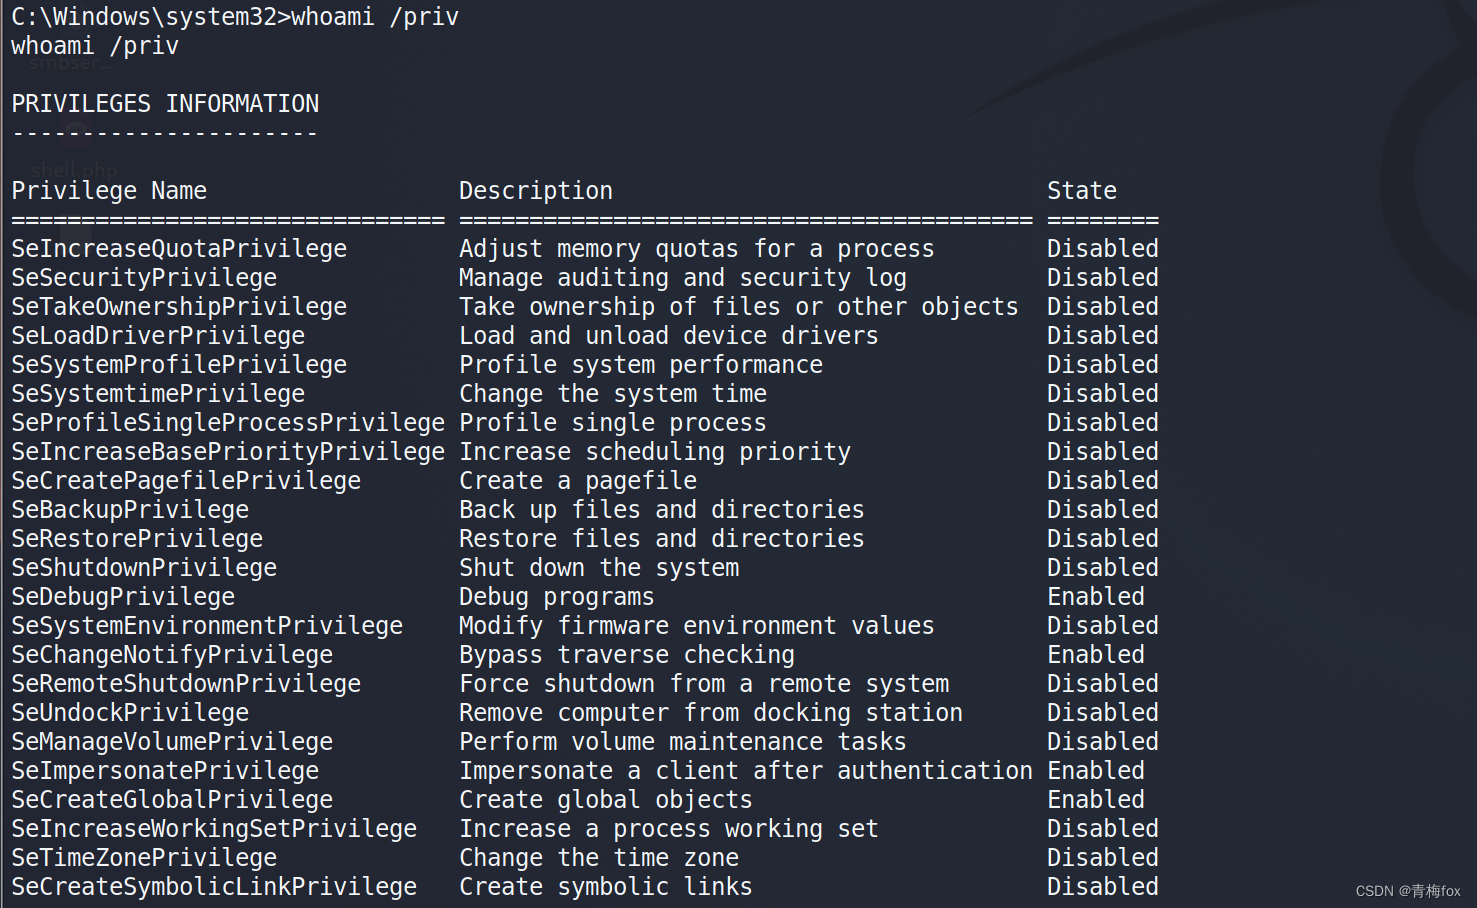 C:\Windows\system32>whoami /priv
whoami /priv
smbser...
PRIVILEGES INFORMATION
----------------------
shell.php
Privilege Name Description State
=============================== ========================================= ========
SeIncreaseQuotaPrivilege Adjust memory quotas for a process Disabled
SeSecurityPrivilege Manage auditing and security log Disabled
SeTakeOwnershipPrivilege Take ownership of files or other objects Disabled
SeLoadDriverPrivilege Load and unload device drivers Disabled
SeSystemProfilePrivilege Profile system performance Disabled
SeSystemtimePrivilege Change the system time Disabled
SeProfileSingleProcessPrivilege Profile single process Disabled
SeIncreaseBasePriorityPrivilege Increase scheduling priority Disabled
SeCreatePagefilePrivilege Create a pagefile Disabled
SeBackupPrivilege Back up files and directories Disabled
SeRestorePrivilege Restore files and directories Disabled
SeShutdownPrivilege Shut down the system Disabled
SeDebugPrivilege Debug programs Enabled
SeSystemEnvironmentPrivilege Modify firmware environment values Disabled
SeChangeNotifyPrivilege Bypass traverse checking Enabled
SeRemoteShutdownPrivilege Force shutdown from a remote system Disabled
SeUndockPrivilege Remove computer from docking station Disabled
SeManageVolumePrivilege Perform volume maintenance tasks Disabled
SeImpersonatePrivilege Impersonate a client after authentication Enabled
SeCreateGlobalPrivilege Create global objects Enabled
SeIncreaseWorkingSetPrivilege Increase a process working set Disabled
SeTimeZonePrivilege Change the time zone Disabled
SeCreateSymbolicLinkPrivilege Create symbolic links Disabled
CSDN @青梅fox